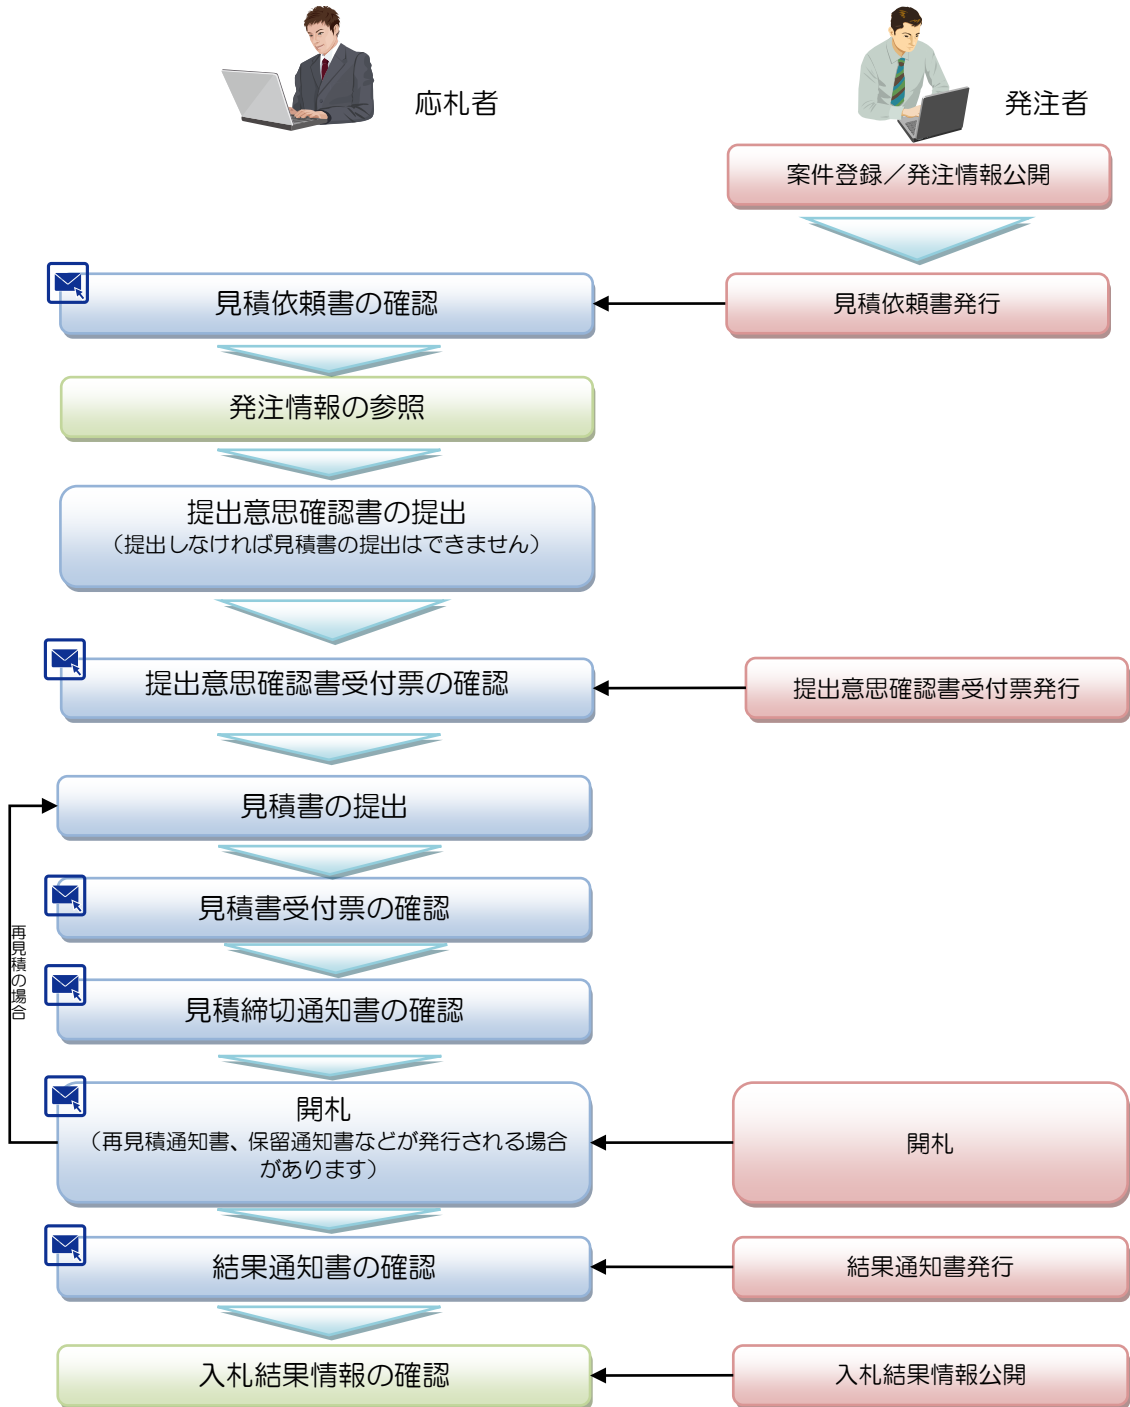 応札者
発注者
案件登録／発注情報公開
見積依頼書の確認
見積依頼書発行
発注情報の参照
提出意思確認書の提出
（提出しなければ見積書の提出はできません）
提出意思確認書受付票の確認
提出意思確認書受付票発行
見積書の提出
見積書受付票の確認
再見積の場合
見積締切通知書の確認
開札
（再見積通知書、保留通知書などが発行される場合
があります）
開札
結果通知書の確認
結果通知書発行
入札結果情報の確認
入札結果情報公開